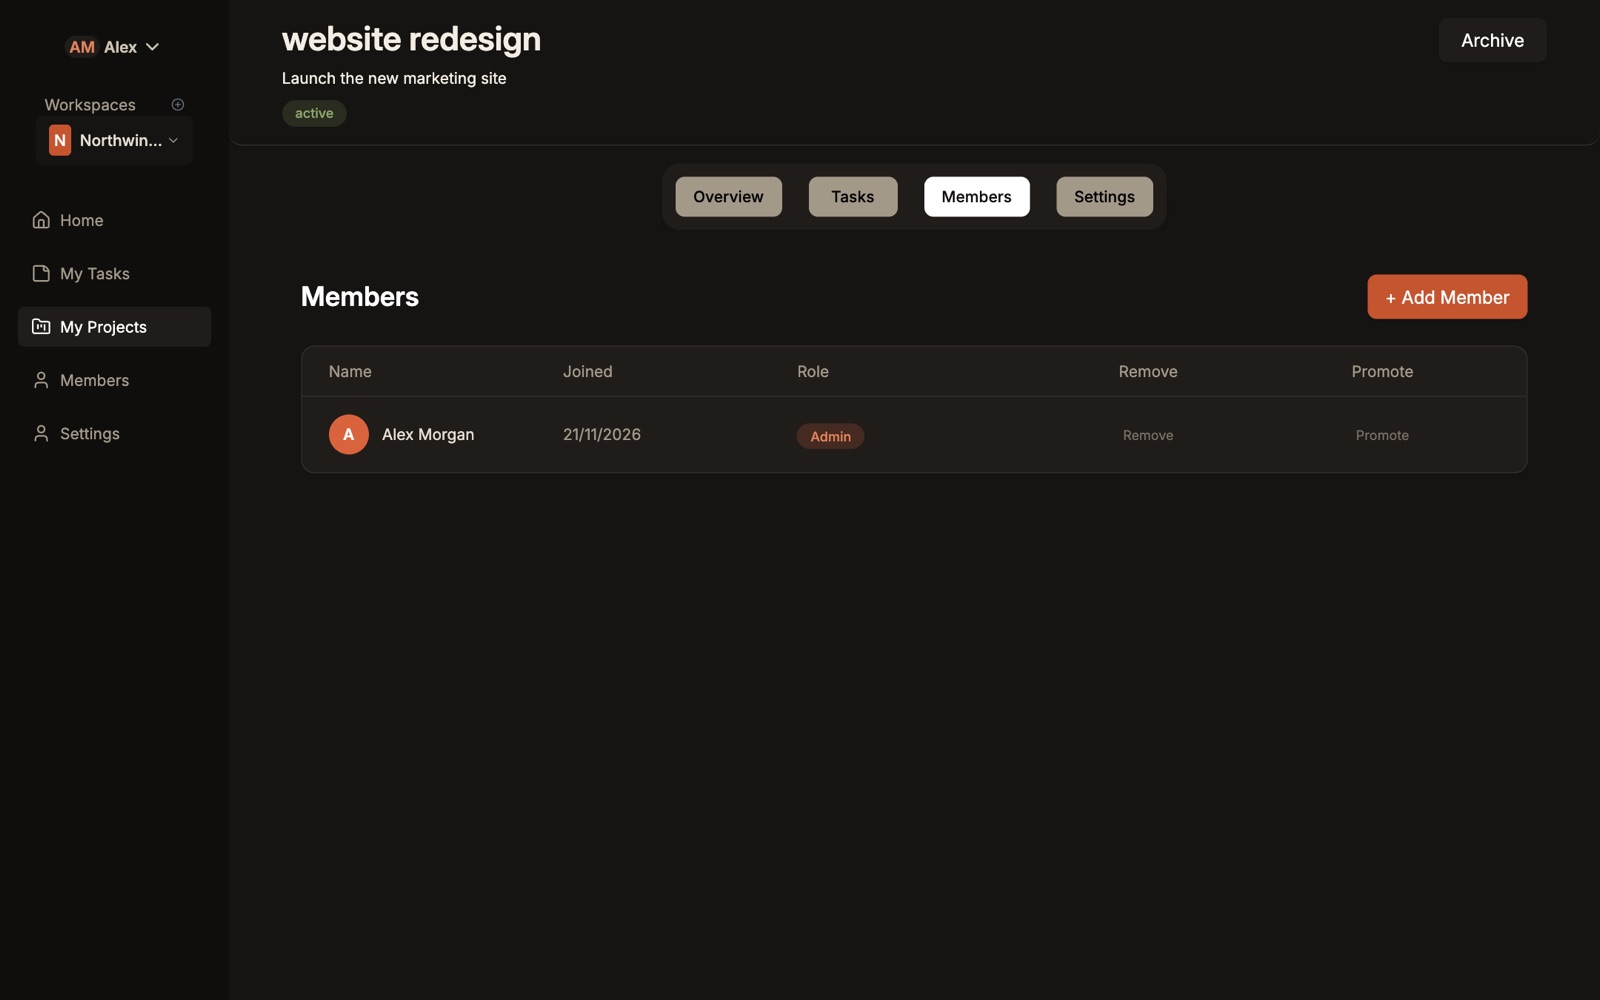 AM Alex
Workspaces
N Northwin...
Home
My Tasks
My Projects
Members
Settings
website redesign
Launch the new marketing site
active
Archive
Overview Tasks Members Settings
Members
+ Add Member
Name Joined Role Remove Promote
A Alex Morgan 21/11/2026 Admin Remove Promote